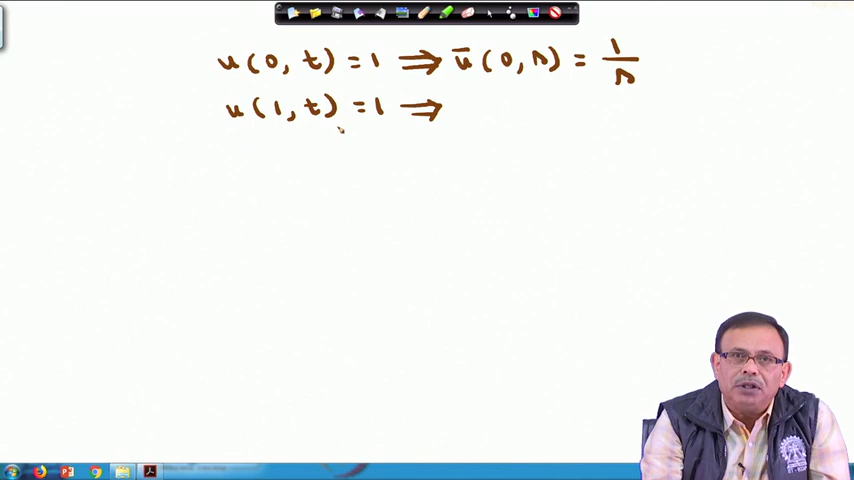 u(0, t) = 1 ⇒ ū(0, s) = 1/s
u(1, t) = 1 ⇒